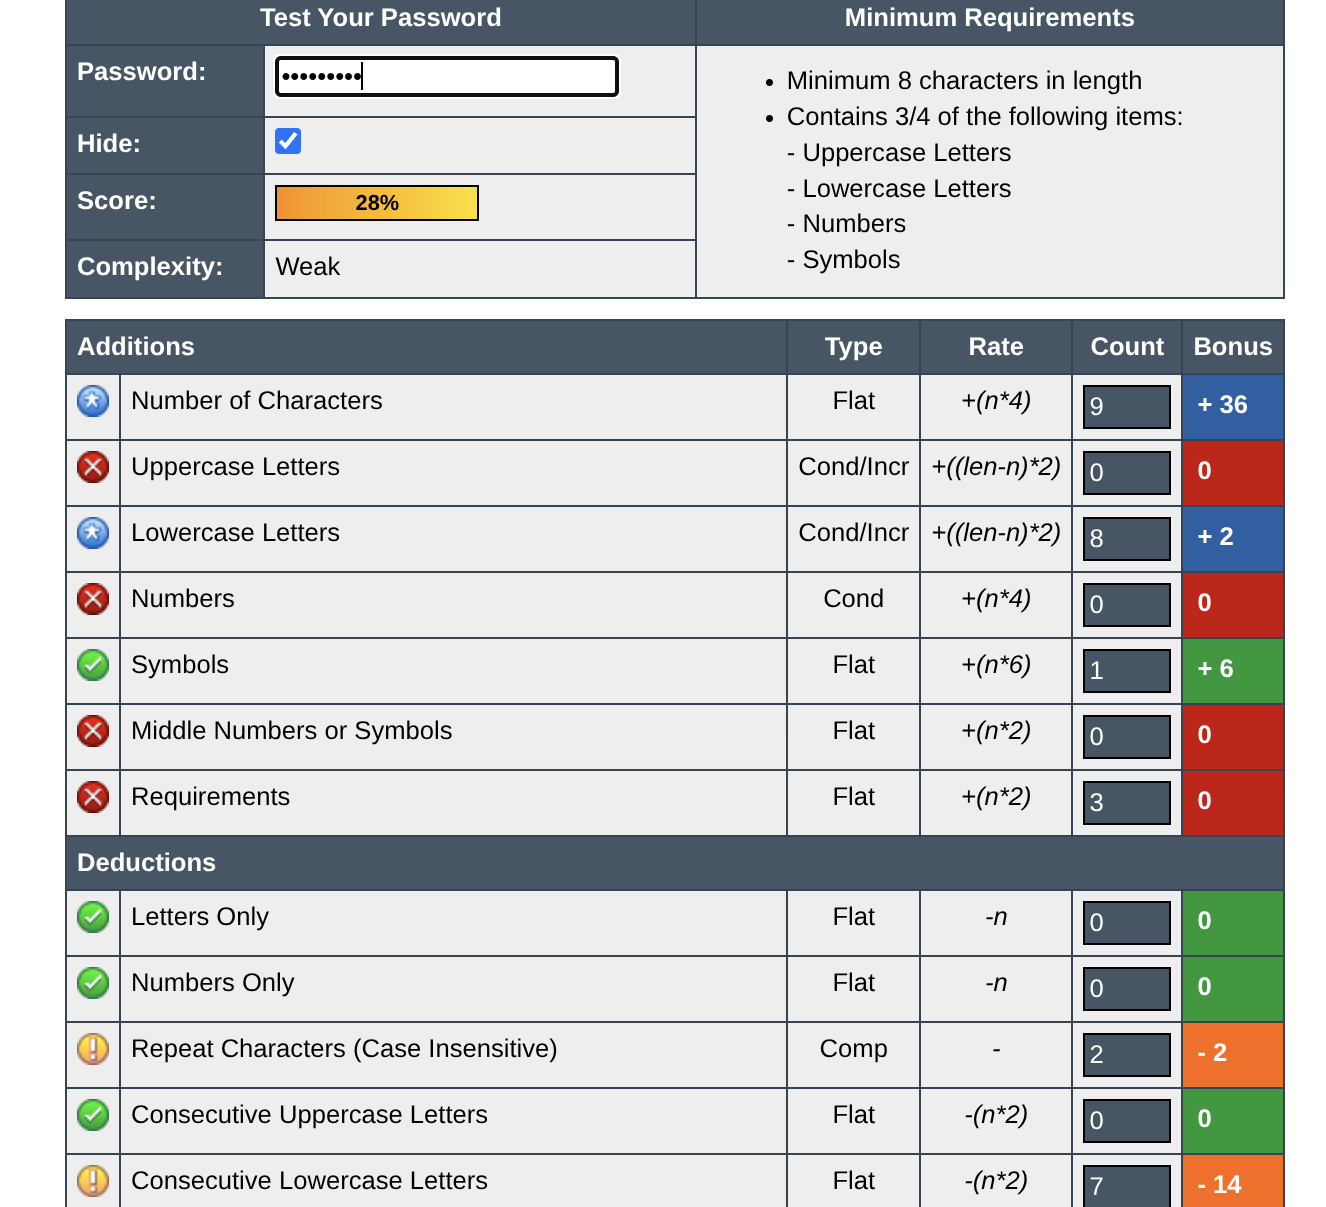 Test Your Password
Minimum Requirements
Password:
•••••••••
Hide:
Score:
28%
Complexity:
Weak
• Minimum 8 characters in length
• Contains 3/4 of the following items:
- Uppercase Letters
- Lowercase Letters
- Numbers
- Symbols
Additions Type Rate Count Bonus
Number of Characters Flat +(n*4) 9 + 36
Uppercase Letters Cond/Incr +((len-n)*2) 0 0
Lowercase Letters Cond/Incr +((len-n)*2) 8 + 2
Numbers Cond +(n*4) 0 0
Symbols Flat +(n*6) 1 + 6
Middle Numbers or Symbols Flat +(n*2) 0 0
Requirements Flat +(n*2) 3 0
Deductions
Letters Only Flat -n 0 0
Numbers Only Flat -n 0 0
Repeat Characters (Case Insensitive) Comp - 2 - 2
Consecutive Uppercase Letters Flat -(n*2) 0 0
Consecutive Lowercase Letters Flat -(n*2) 7 - 14